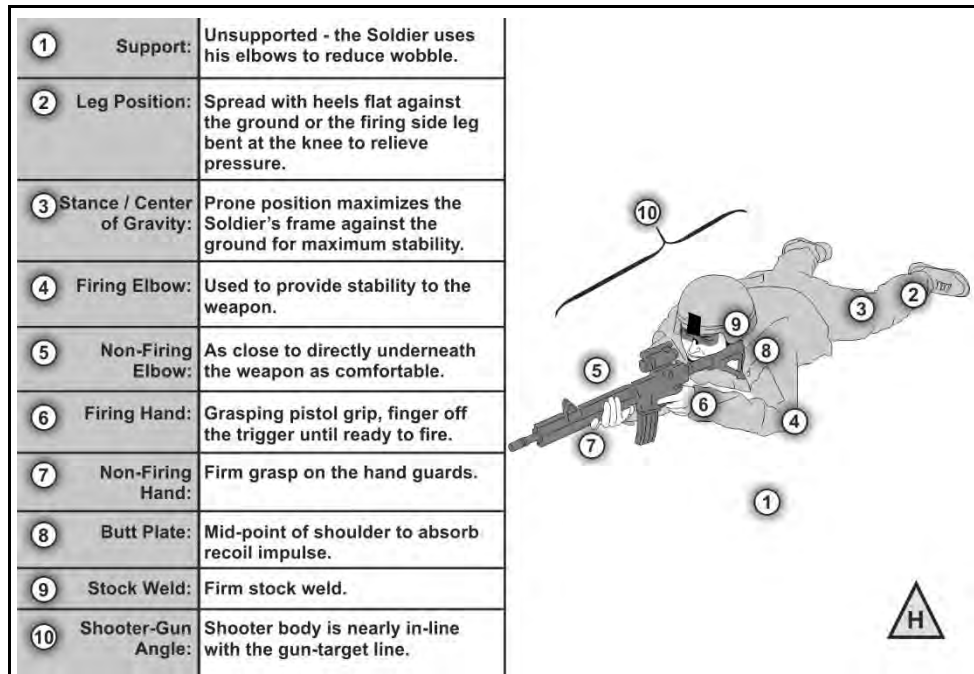 1 Support: Unsupported - the Soldier uses
his elbows to reduce wobble.
2 Leg Position: Spread with heels flat against
the ground or the firing side leg
bent at the knee to relieve
pressure.
3 Stance / Center Prone position maximizes the
of Gravity: Soldier's frame against the
ground for maximum stability.
4 Firing Elbow: Used to provide stability to the
weapon.
5 Non-Firing As close to directly underneath
Elbow: the weapon as comfortable.
6 Firing Hand: Grasping pistol grip, finger off
the trigger until ready to fire.
7 Non-Firing Firm grasp on the hand guards.
Hand:
8 Butt Plate: Mid-point of shoulder to absorb
recoil impulse.
9 Stock Weld: Firm stock weld.
10 Shooter-Gun Shooter body is nearly in-line
Angle: with the gun-target line.
10
2
3
9
8
5
6
4
7
1
H